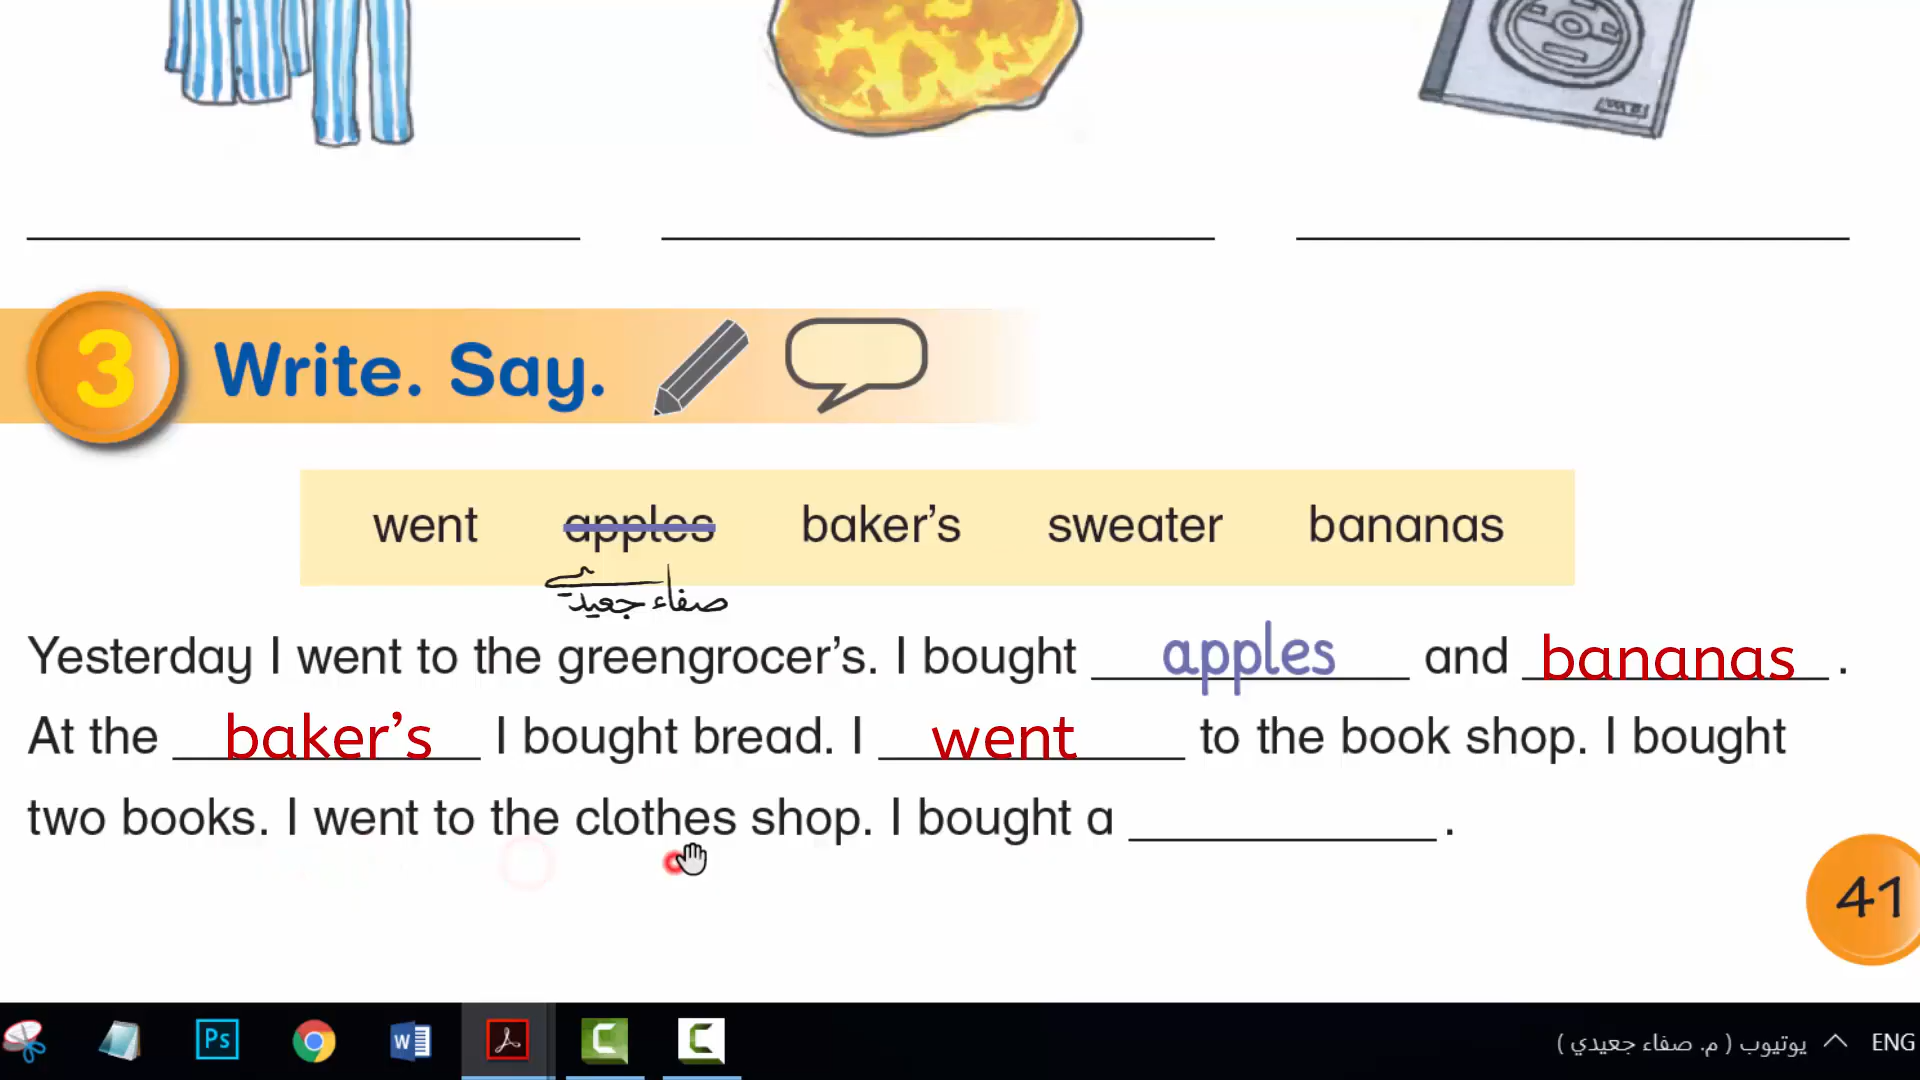 3 Write. Say.
went apples baker’s sweater bananas
صفاء جعيدي
Yesterday I went to the greengrocer’s. I bought apples and bananas.
At the baker’s I bought bread. I went to the book shop. I bought
two books. I went to the clothes shop. I bought a ____________.
41
Ps
W
يوتيوب ( م. صفاء جعيدي )
ENG